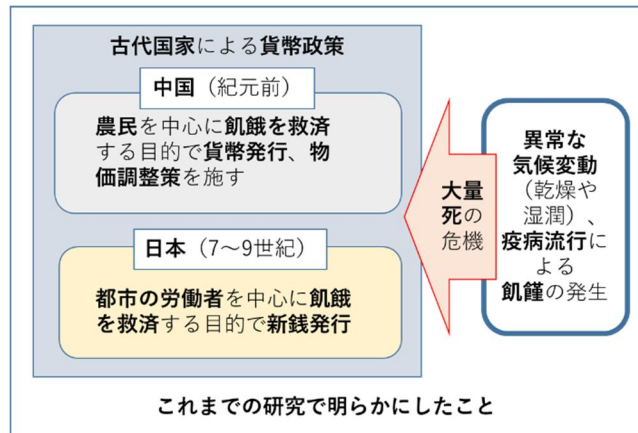 古代国家による貨幣政策
中国（紀元前）
農民を中心に飢餓を救済
する目的で貨幣発行、物
価調整策を施す
日本（7～9世紀）
都市の労働者を中心に飢餓
を救済する目的で新銭発行
大量
死の
危機
異常な
気候変動
（乾燥や
湿潤）、
疫病流行に
よる
飢饉の発生
これまでの研究で明らかにしたこと